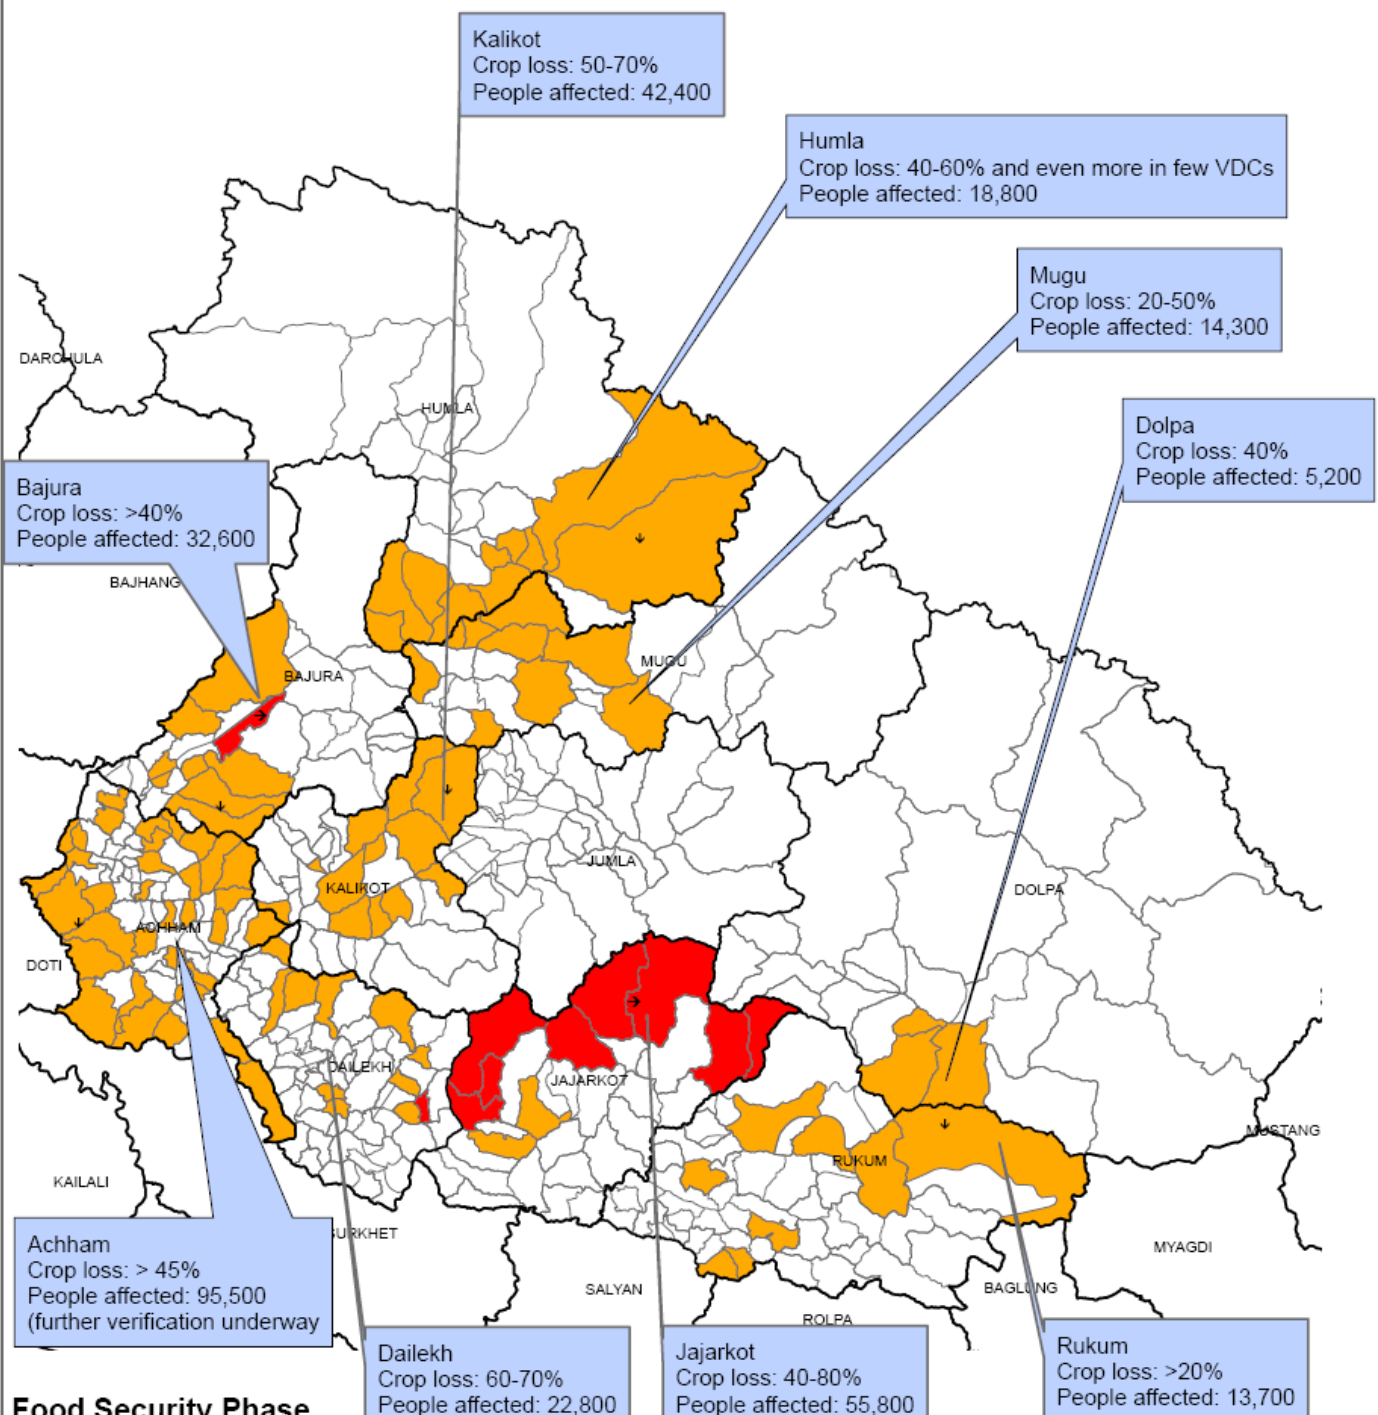 Kalikot
Crop loss: 50-70%
People affected: 42,400
Humla
Crop loss: 40-60% and even more in few VDCs
People affected: 18,800
Mugu
Crop loss: 20-50%
People affected: 14,300
DARCHULA
HUMLA
Dolpa
Crop loss: 40%
People affected: 5,200
Bajura
Crop loss: >40%
People affected: 32,600
BAJHANG
BAJURA
MUGU
JUMLA
KALIKOT
DOLPA
ACHHAM
DOTI
DAILEKH
JAJARKOT
MUSTANG
RUKUM
KAILALI
SURKHET
MYAGDI
SALYAN
BAGLUNG
ROLPA
Achham
Crop loss: > 45%
People affected: 95,500
(further verification underway
Dailekh
Crop loss: 60-70%
People affected: 22,800
Jajarkot
Crop loss: 40-80%
People affected: 55,800
Rukum
Crop loss: >20%
People affected: 13,700
Food Security Phase